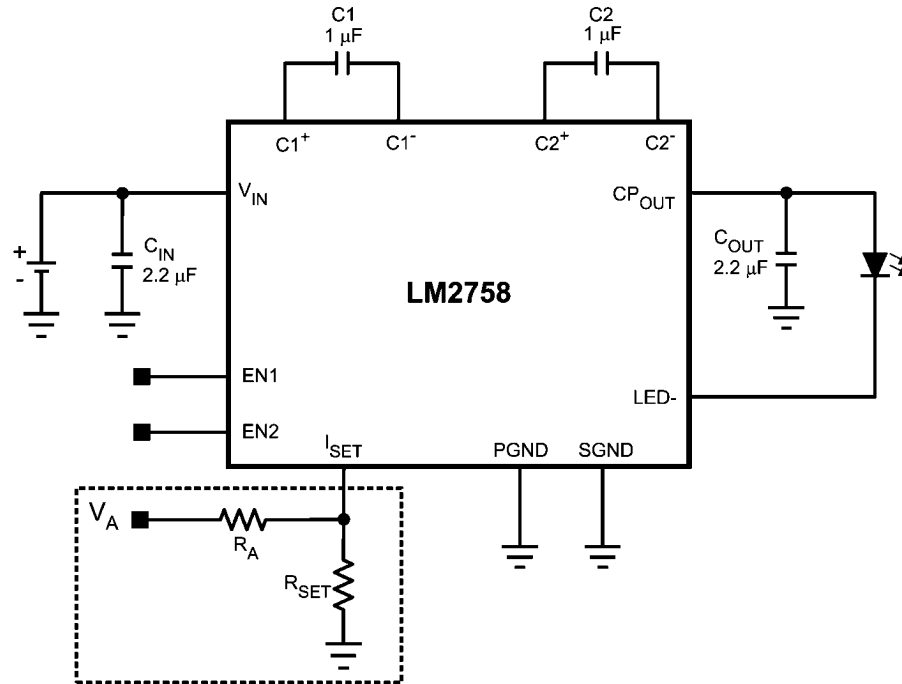 C1
1 µF
C2
1 µF
C1+
C1-
C2+
C2-
VIN
CPOUT
+
-
CIN
2.2 µF
COUT
2.2 µF
LM2758
EN1
LED-
EN2
ISET
PGND
SGND
VA
RA
RSET